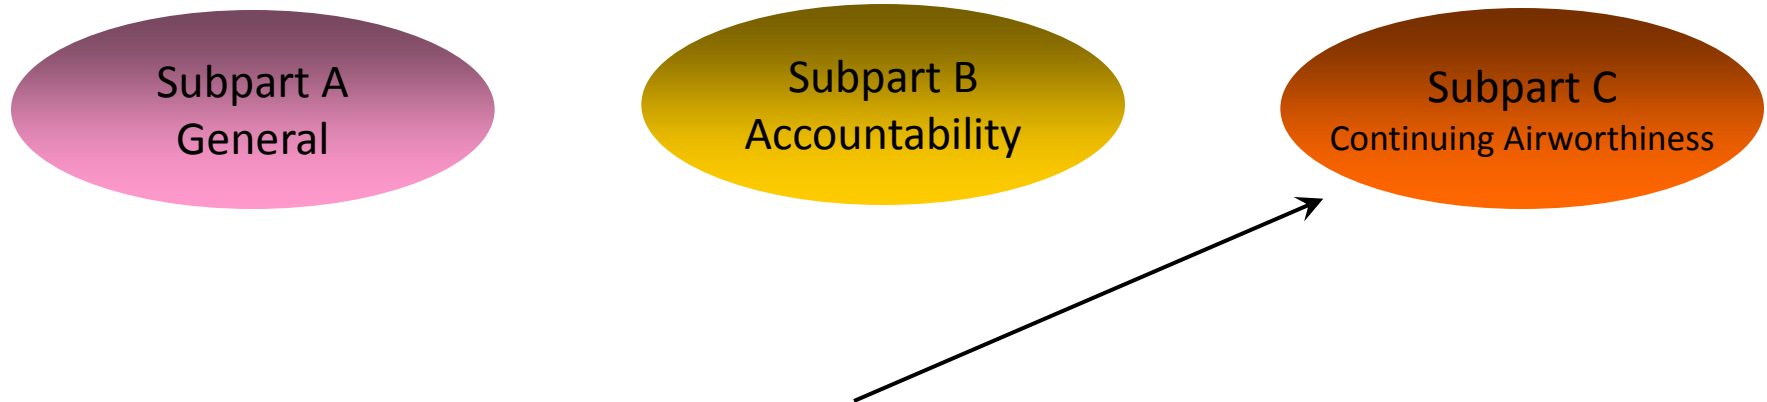 Subpart A
General
Subpart B
Accountability
Subpart C
Continuing Airworthiness